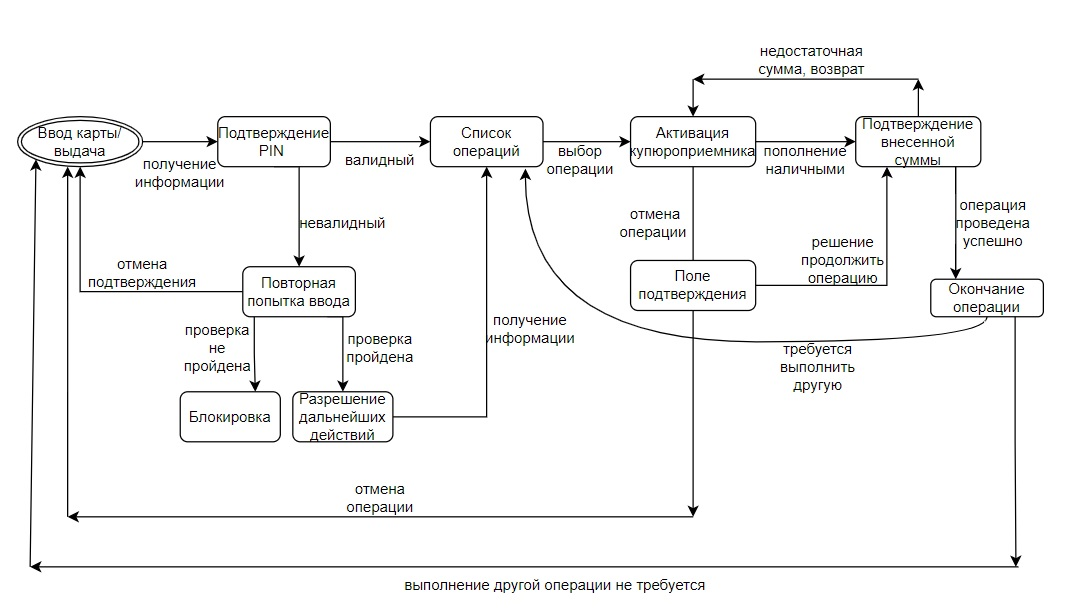 недостаточная
сумма, возврат
Ввод карты/
выдача
Подтверждение
PIN
Список
операций
Активация
купюроприемника
Подтверждение
внесенной
суммы
получение
информации
валидный
выбор
операции
пополнение
наличными
невалидный
отмена
операции
операция
проведена
успешно
решение
продолжить
операцию
отмена
подтверждения
Повторная
попытка ввода
Поле
подтверждения
Окончание
операции
проверка
не
пройдена
проверка
пройдена
получение
информации
требуется
выполнить
другую
Блокировка
Разрешение
дальнейших
действий
отмена
операции
выполнение другой операции не требуется